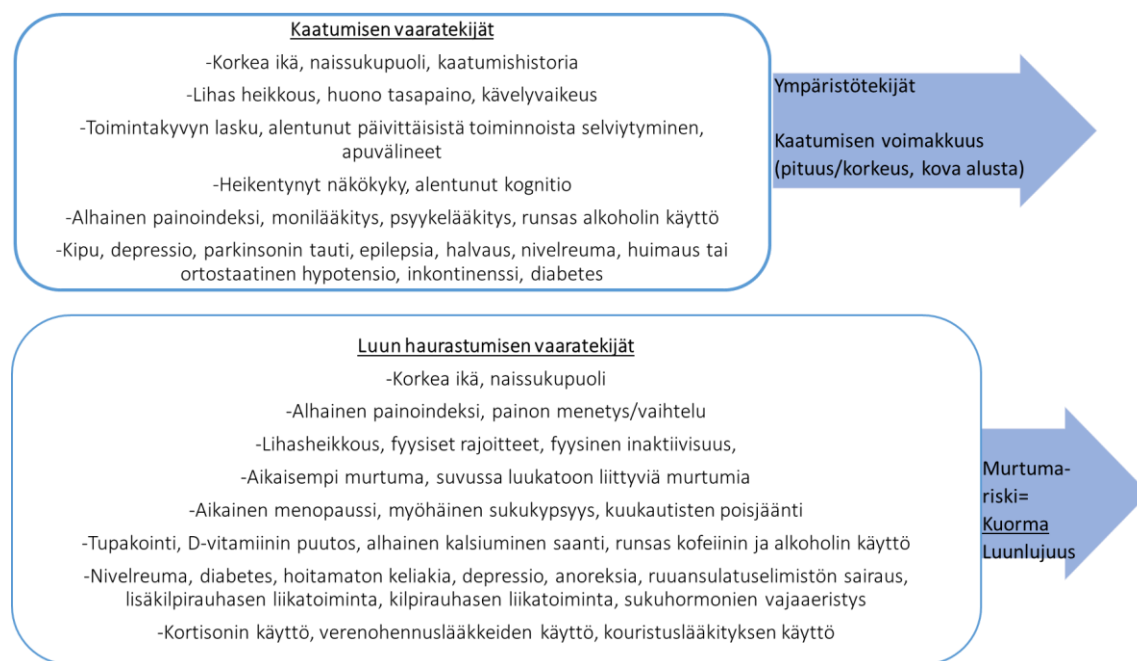 Kaatumisen vaaratekijät
-Korkea ikä, naissukupuoli, kaatumishistoria
-Lihas heikkous, huono tasapaino, kävelyvaikeus
-Toimintakyvyn lasku, alentunut päivittäisistä toiminnoista selviytyminen,
apuvälineet
-Heikentynyt näkökyky, alentunut kognitio
-Alhainen painoindeksi, monilääkitys, psyykelääkitys, runsas alkoholin käyttö
-Kipu, depressio, parkinsonin tauti, epilepsia, halvaus, nivelreuma, huimaus tai
ortostaatinen hypotensio, inkontinenssi, diabetes
Ympäristötekijät
Kaatumisen voimakkuus
(pituus/korkeus, kova alusta)
Luun haurastumisen vaaratekijät
-Korkea ikä, naissukupuoli
-Alhainen painoindeksi, painon menetys/vaihtelu
-Lihasheikkous, fyysiset rajoitteet, fyysinen inaktiivisuus,
-Aikaisempi murtuma, suvussa luukatoon liittyviä murtumia
-Aikainen menopaussi, myöhäinen sukukypsyys, kuukautisten poisjäänti
-Tupakointi, D-vitamiinin puutos, alhainen kalsiuminen saanti, runsas kofeiinin ja alkoholin käyttö
-Nivelreuma, diabetes, hoitamaton keliakia, depressio, anoreksia, ruuansulatuselimistön sairaus,
lisäkilpirauhasen liikatoiminta, kilpirauhasen liikatoiminta, sukuhormonien vajaaeristys
-Kortisonin käyttö, verenohennuslääkkeiden käyttö, kouristuslääkityksen käyttö
Murtuma-
riski=
Kuorma
Luunlujuus